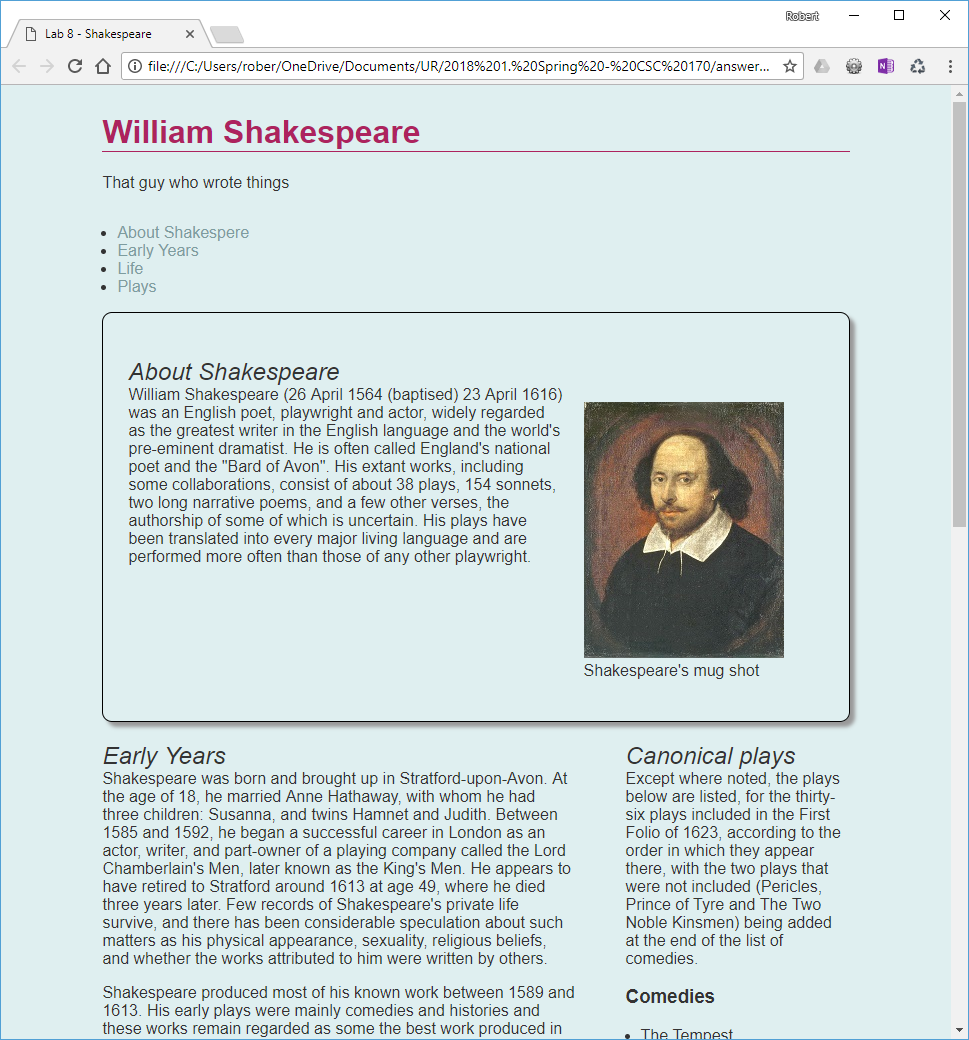 Robert
Lab 8 - Shakespeare
file:///C:/Users/rober/OneDrive/Documents/UR/2018%201.%20Spring%20-%20CSC%20170/answer...
William Shakespeare
That guy who wrote things
About Shakespere
Early Years
Life
Plays
About Shakespeare
William Shakespeare (26 April 1564 (baptised) 23 April 1616)
was an English poet, playwright and actor, widely regarded
as the greatest writer in the English language and the world's
pre-eminent dramatist. He is often called England's national
poet and the "Bard of Avon". His extant works, including
some collaborations, consist of about 38 plays, 154 sonnets,
two long narrative poems, and a few other verses, the
authorship of some of which is uncertain. His plays have
been translated into every major living language and are
performed more often than those of any other playwright.
Shakespeare's mug shot
Early Years
Shakespeare was born and brought up in Stratford-upon-Avon. At
the age of 18, he married Anne Hathaway, with whom he had
three children: Susanna, and twins Hamnet and Judith. Between
1585 and 1592, he began a successful career in London as an
actor, writer, and part-owner of a playing company called the Lord
Chamberlain's Men, later known as the King's Men. He appears to
have retired to Stratford around 1613 at age 49, where he died
three years later. Few records of Shakespeare's private life
survive, and there has been considerable speculation about such
matters as his physical appearance, sexuality, religious beliefs,
and whether the works attributed to him were written by others.
Shakespeare produced most of his known work between 1589 and
1613. His early plays were mainly comedies and histories and
these works remain regarded as some the best work produced in
Canonical plays
Except where noted, the plays
below are listed, for the thirty-
six plays included in the First
Folio of 1623, according to the
order in which they appear
there, with the two plays that
were not included (Pericles,
Prince of Tyre and The Two
Noble Kinsmen) being added
at the end of the list of
comedies.
Comedies
The Tempest